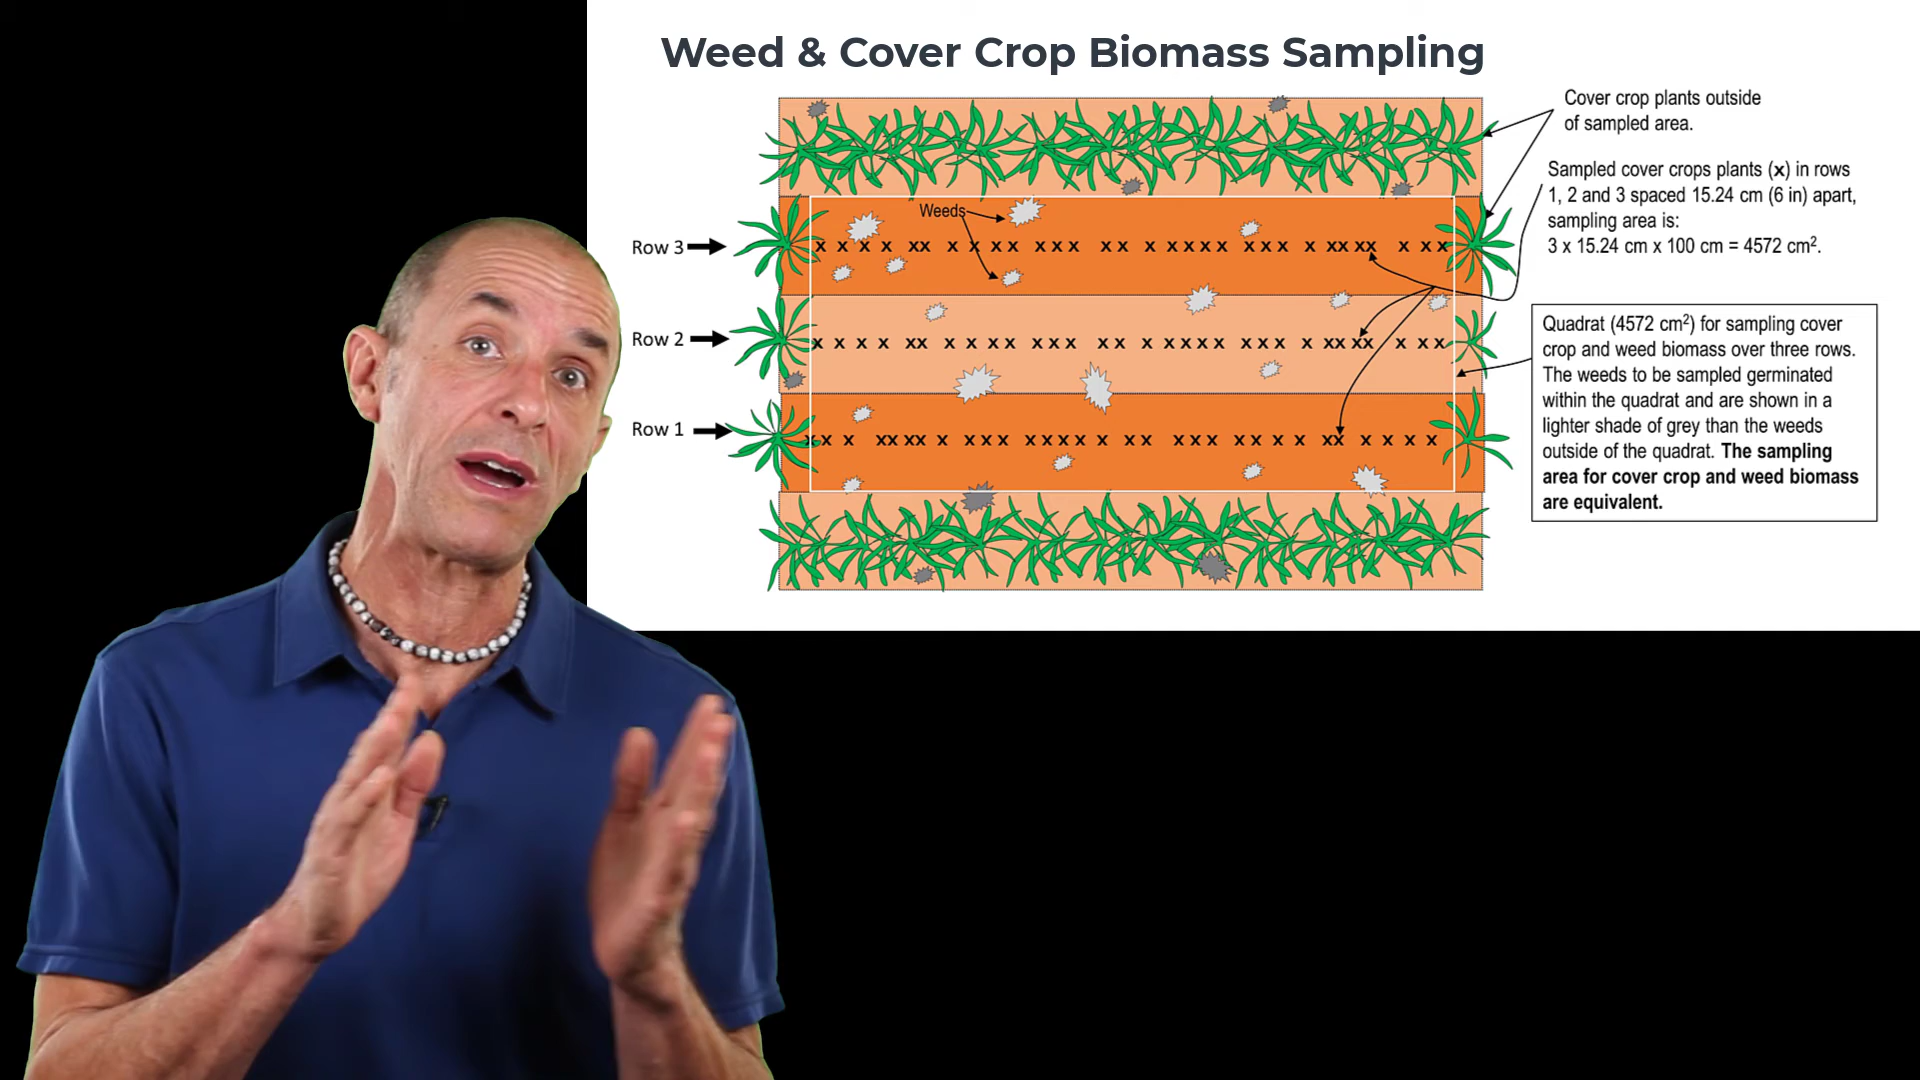 Weed & Cover Crop Biomass Sampling
Cover crop plants outside
of sampled area.
Sampled cover crops plants (x) in rows
1, 2 and 3 spaced 15.24 cm (6 in) apart,
sampling area is:
3 x 15.24 cm x 100 cm = 4572 cm².
Weeds
Row 3
Row 2
Row 1
Quadrat (4572 cm²) for sampling cover
crop and weed biomass over three rows.
The weeds to be sampled germinated
within the quadrat and are shown in a
lighter shade of grey than the weeds
outside of the quadrat. The sampling
area for cover crop and weed biomass
are equivalent.